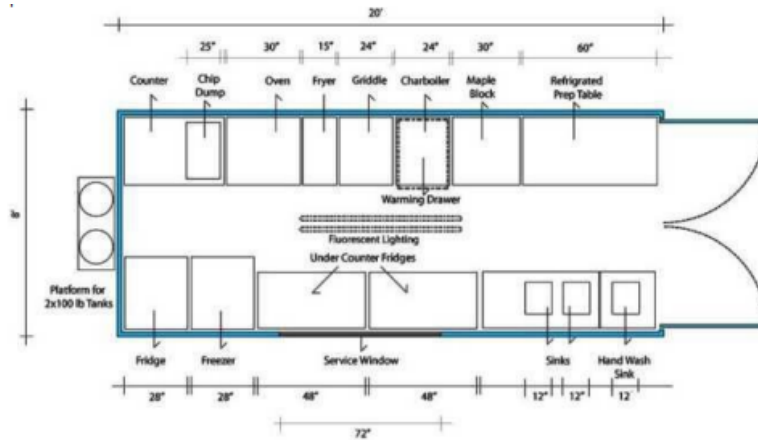 20'
25" 30" 15" 24" 24" 30" 60"
Counter
Chip
Dump
Oven
Fryer
Griddle
Charboiler
Maple
Block
Refrigrated
Prep Table
8'
Warming Drawer
Fluorescent Lighting
Under Counter Fridges
Platform for
2x100 lb Tanks
Fridge
Freezer
Service Window
Sinks
Hand Wash
Sink
28" 28" 48" 48" 12" 12" 12'
72"